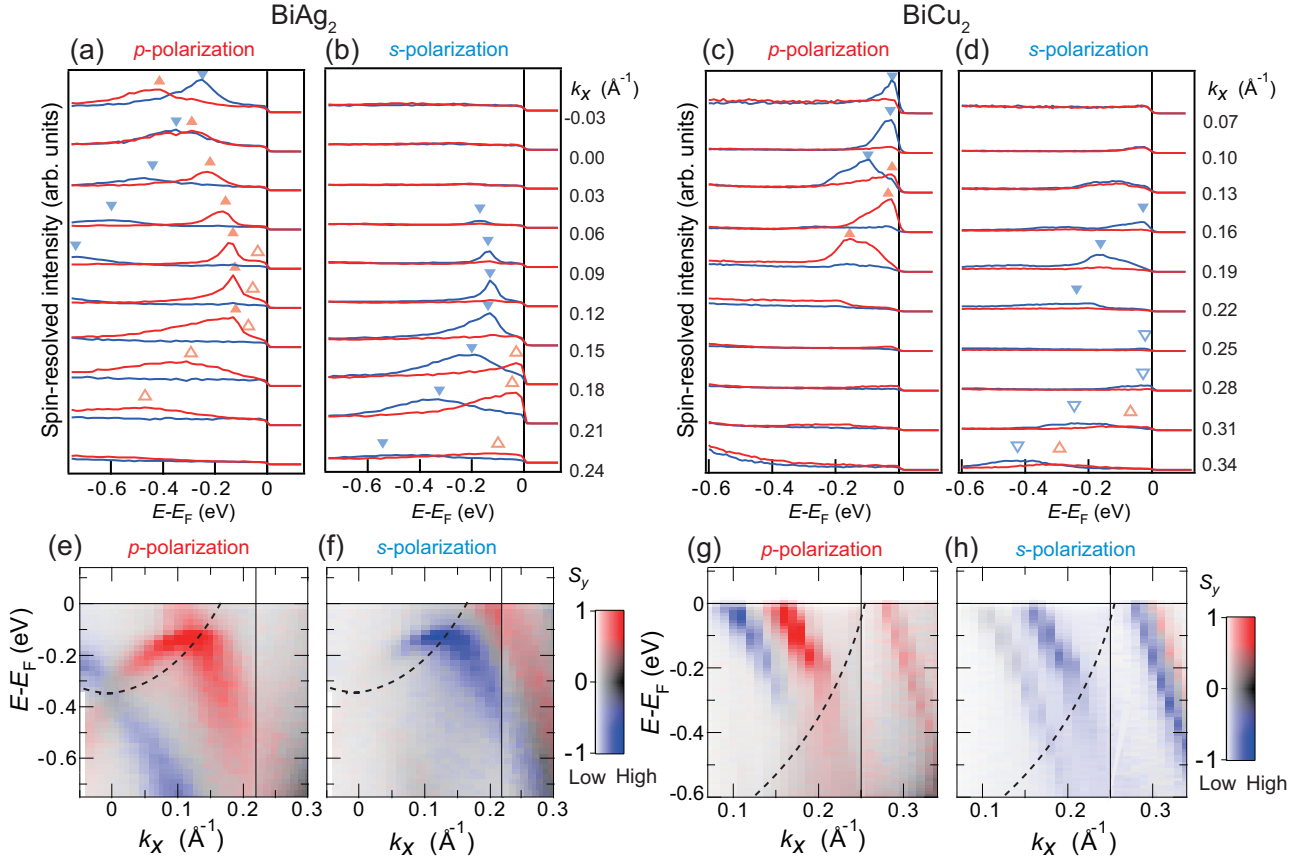 BiAg2
BiCu2
(a) p-polarization
(b) s-polarization
(c) p-polarization
(d) s-polarization
Spin-resolved intensity (arb. units)
kx (Å-1)
-0.03
0.00
0.03
0.06
0.09
0.12
0.15
0.18
0.21
0.24
-0.6 -0.4 -0.2 0
E-EF (eV)
-0.6 -0.4 -0.2 0
E-EF (eV)
Spin-resolved intensity (arb. units)
kx (Å-1)
0.07
0.10
0.13
0.16
0.19
0.22
0.25
0.28
0.31
0.34
-0.6 -0.4 -0.2 0
E-EF (eV)
-0.6 -0.4 -0.2 0
E-EF (eV)
(e) p-polarization
(f) s-polarization
E-EF (eV)
0
-0.2
-0.4
-0.6
0 0.1 0.2 0.3
kx (Å-1)
0 0.1 0.2 0.3
kx (Å-1)
Sy
1
0
-1
Low High
(g) p-polarization
(h) s-polarization
E-EF (eV)
0
-0.2
-0.4
-0.6
0.1 0.2 0.3
kx (Å-1)
0.1 0.2 0.3
kx (Å-1)
Sy
1
0
-1
Low High